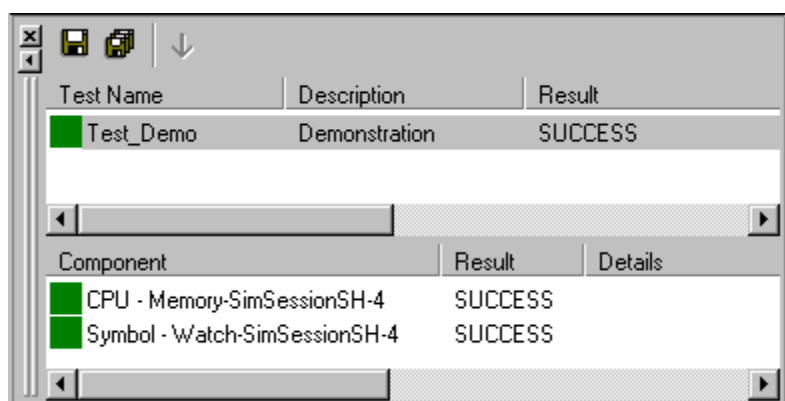 Test Name Description Result
Test_Demo Demonstration SUCCESS
Component Result Details
CPU - Memory-SimSessionSH-4 SUCCESS
Symbol - Watch-SimSessionSH-4 SUCCESS